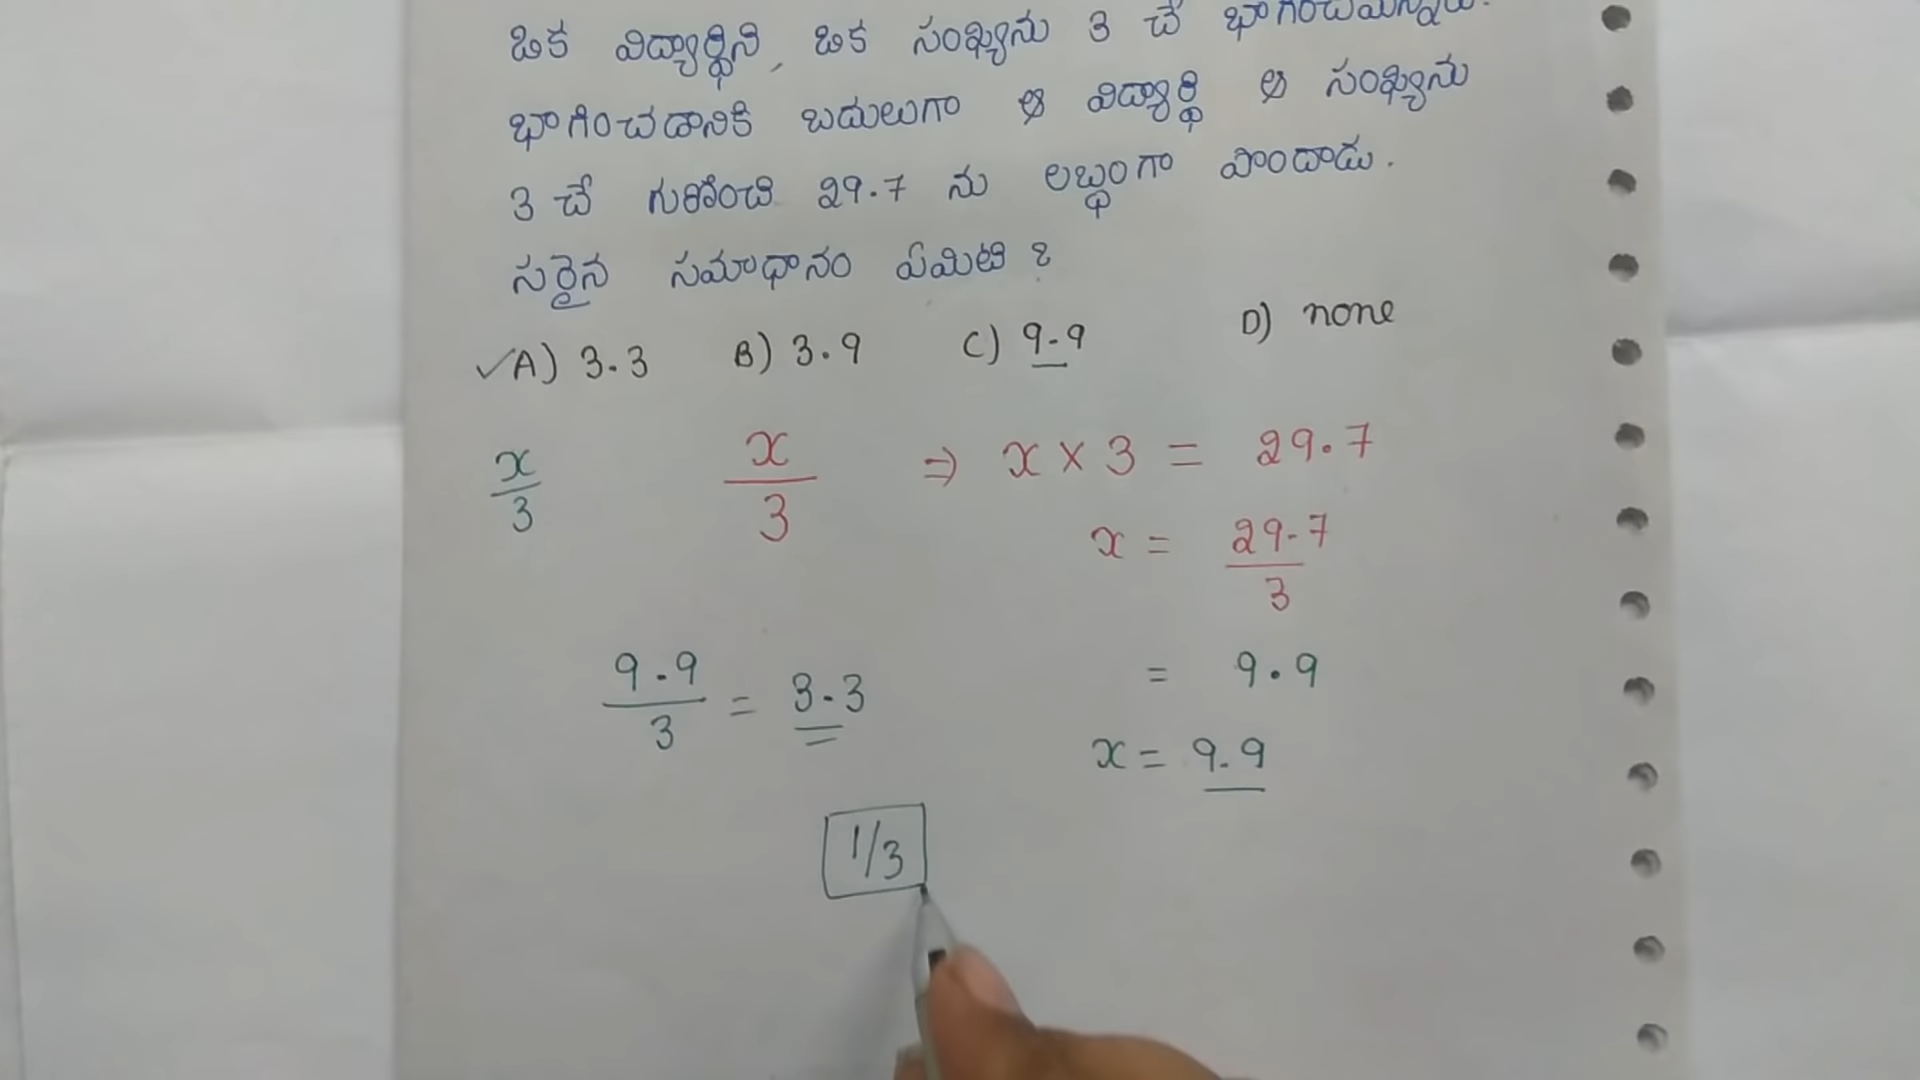 ఒక విద్యార్థిని, ఒక సంఖ్యను 3 చే భాగించమన్నారు.
భాగించడానికి బదులుగా ఆ విద్యార్థి ఆ సంఖ్యను
3 చే గుణించి 29.7 ను లబ్ధంగా పొందాడు.
సరైన సమాధానం ఏమిటి ?
✓A) 3.3 B) 3.9 C) 9.9 D) none
x/3 x/3 ⇒ x × 3 = 29.7
x = 29.7/3
9.9/3 = 3.3 = 9.9
x = 9.9
1/3